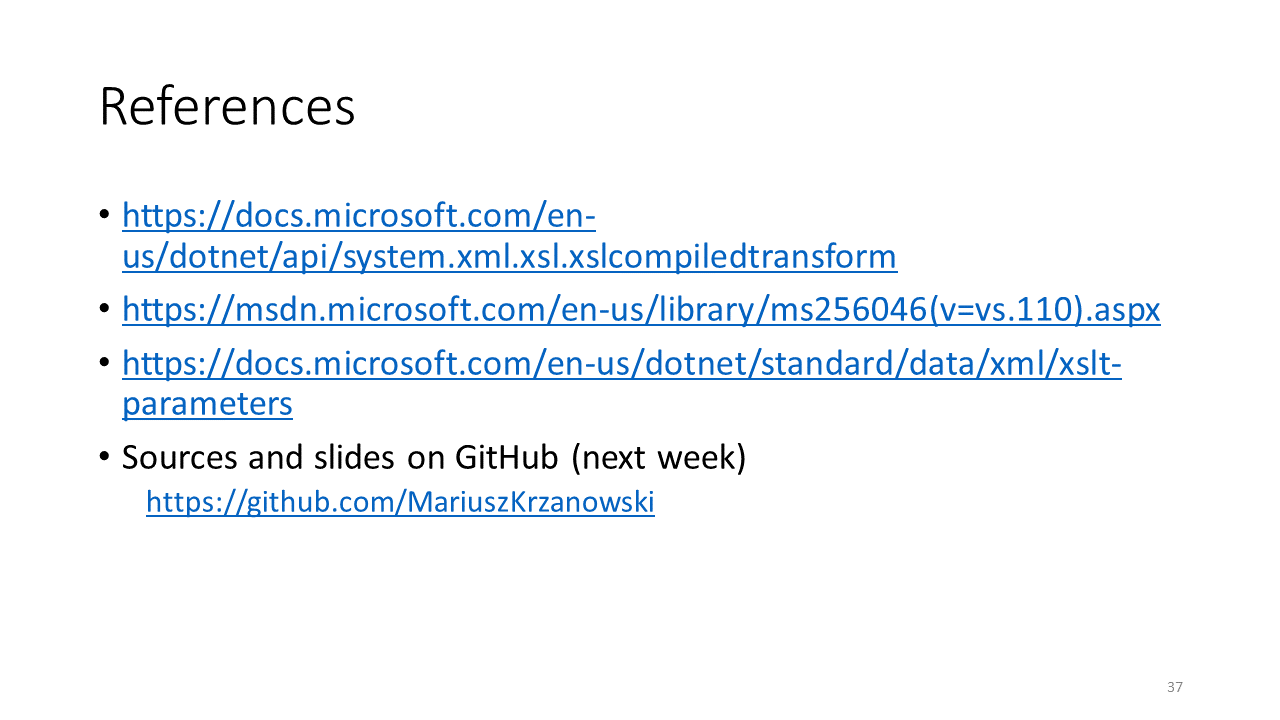 References
• https://docs.microsoft.com/en-
us/dotnet/api/system.xml.xsl.xslcompiledtransform
• https://msdn.microsoft.com/en-us/library/ms256046(v=vs.110).aspx
• https://docs.microsoft.com/en-us/dotnet/standard/data/xml/xslt-
parameters
• Sources and slides on GitHub (next week)
https://github.com/MariuszKrzanowski
37